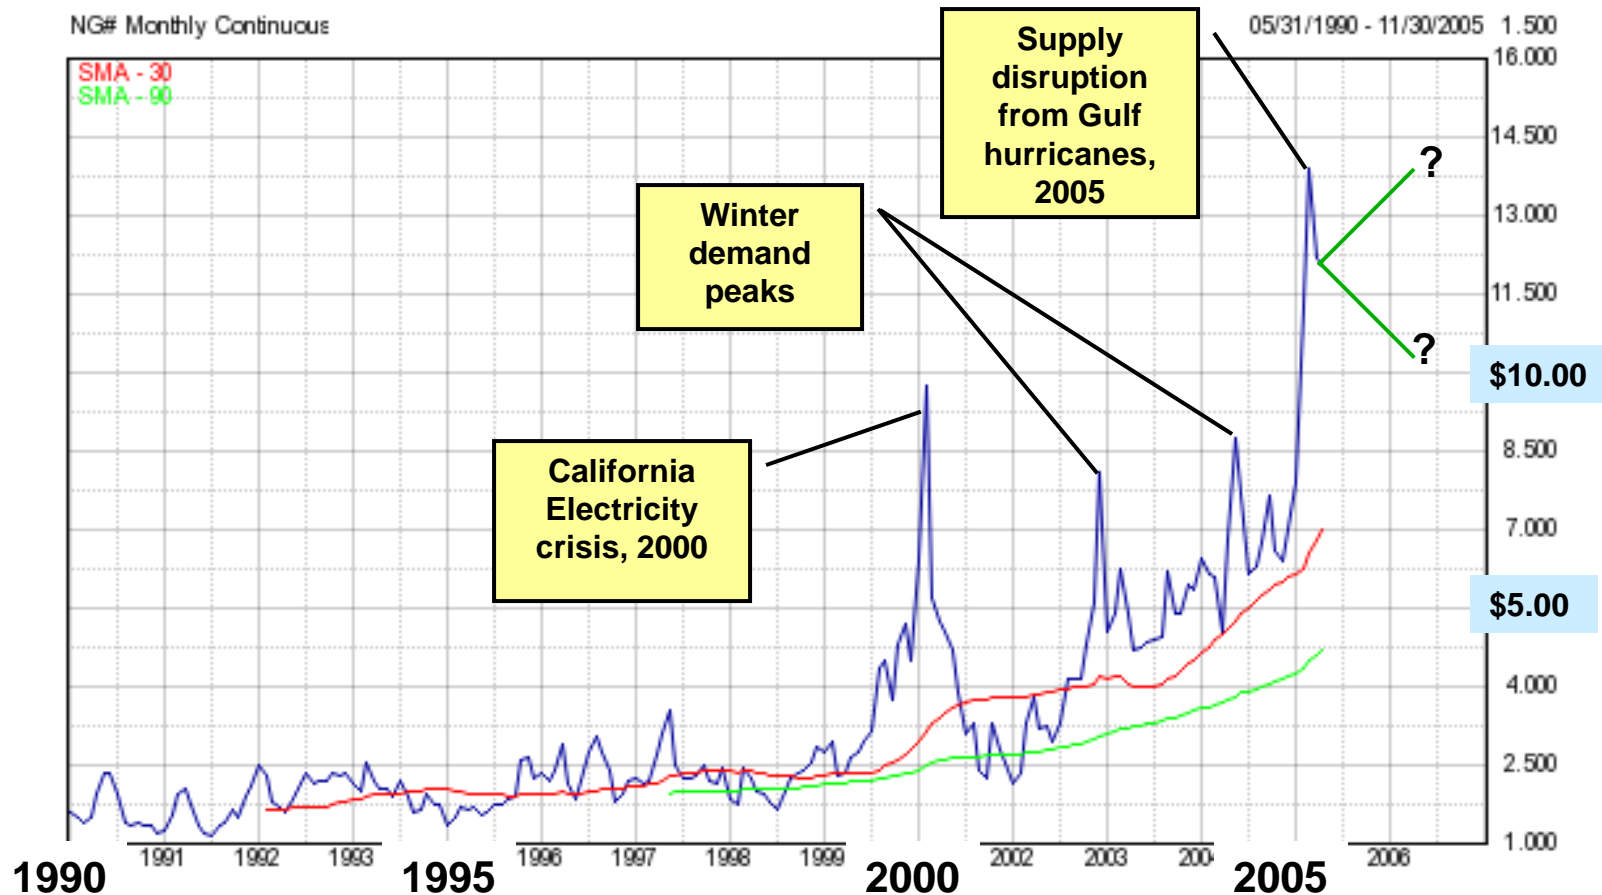 NG# Monthly Continuous
05/31/1990 - 11/30/2005
1.500
SMA - 30
SMA - 90
Supply
disruption
from Gulf
hurricanes,
2005
Winter
demand
peaks
California
Electricity
crisis, 2000
?
?
16.000
14.500
13.000
11.500
$10.00
8.500
7.000
$5.00
4.000
2.500
1.000
1990 1991 1992 1993 1995 1996 1997 1998 1999 2000 2002 2003 2005 2006